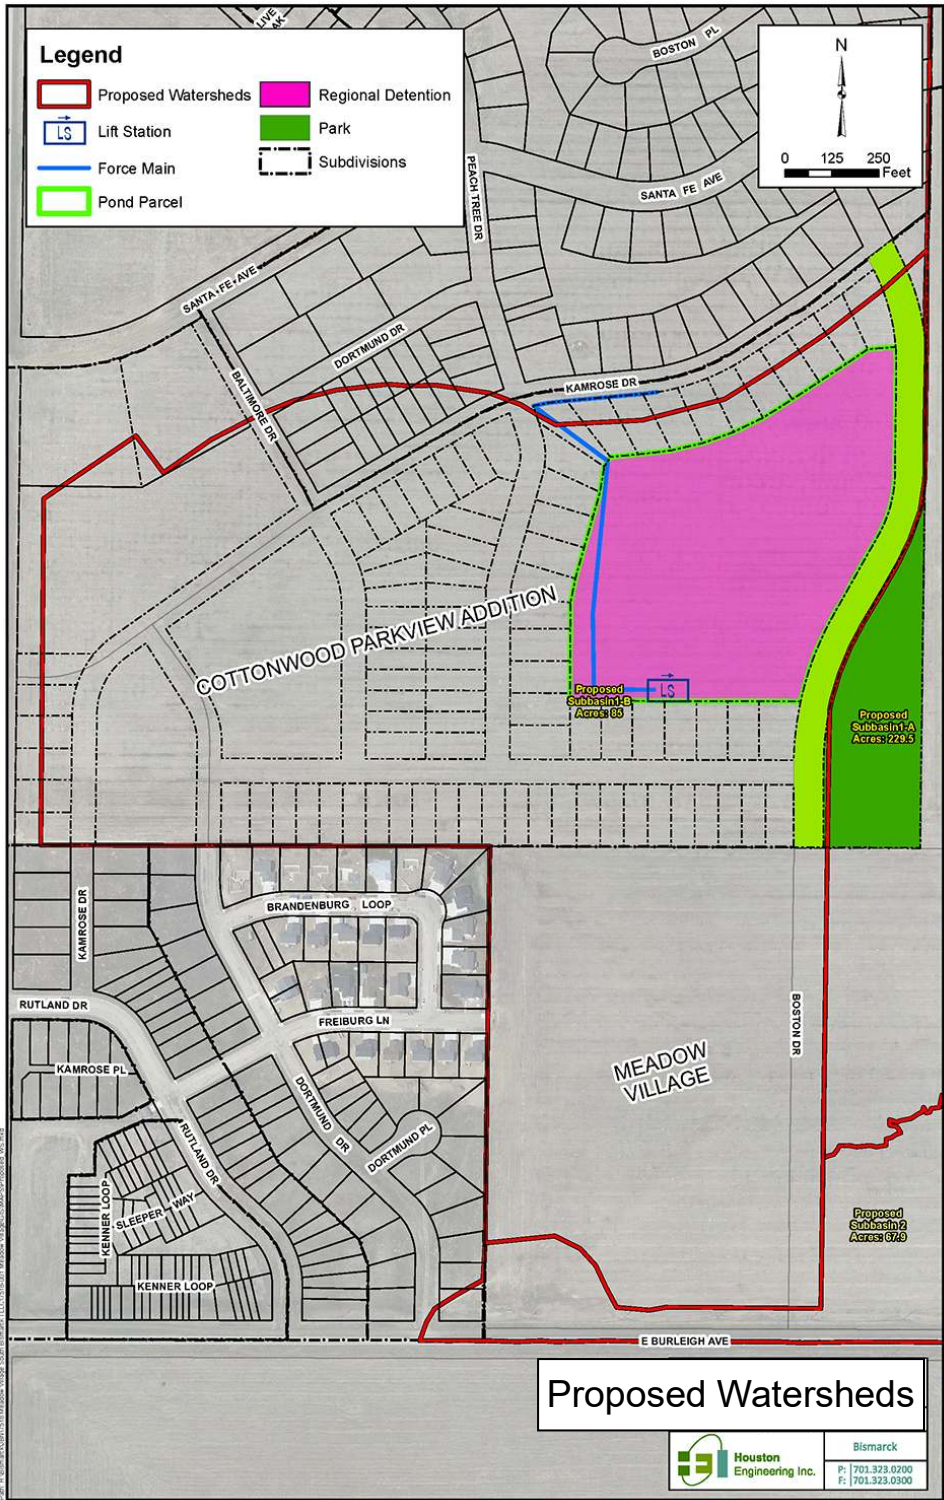 LIVE
Legend
Proposed Watersheds
Regional Detention
LS
Lift Station
Park
Force Main
Subdivisions
Pond Parcel
BOSTON PL
N
0 125 250
Feet
PEACH TREE DR
SANTA FE AVE
SANTA FE AVE
DORTMUND DR
BALTIMORE DR
KAMROSE DR
COTTONWOOD PARKVIEW ADDITION
LS
Proposed
Subbasin1-B
Acres: 85
Proposed
Subbasin1-A
Acres: 229.5
BRANDENBURG LOOP
KAMROSE DR
RUTLAND DR
FREIBURG LN
BOSTON DR
MEADOW
VILLAGE
KAMROSE PL
DORTMUND DR
DORTMUND PL
RUTLAND DR
KENNER LOOP
SLEEPER WAY
Proposed
Subbasin 2
Acres: 67.9
KENNER LOOP
E BURLEIGH AVE
Proposed Watersheds
Houston
Engineering Inc.
Bismarck
P: 701.323.0200
F: 701.323.0300